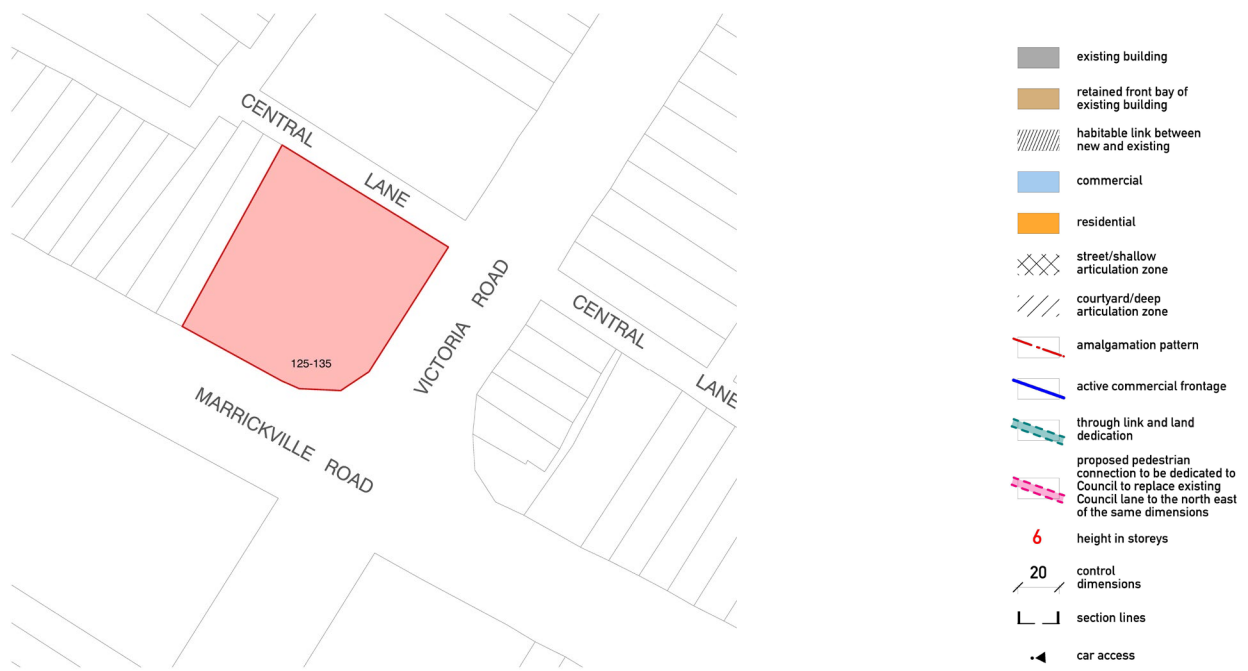 CENTRAL
LANE
VICTORIA ROAD
CENTRAL
LANE
125-135
MARRICKVILLE ROAD
existing building
retained front bay of
existing building
habitable link between
new and existing
commercial
residential
street/shallow
articulation zone
courtyard/deep
articulation zone
amalgamation pattern
active commercial frontage
through link and land
dedication
proposed pedestrian
connection to be dedicated to
Council to replace existing
Council lane to the north east
of the same dimensions
6 height in storeys
20 control
dimensions
section lines
car access